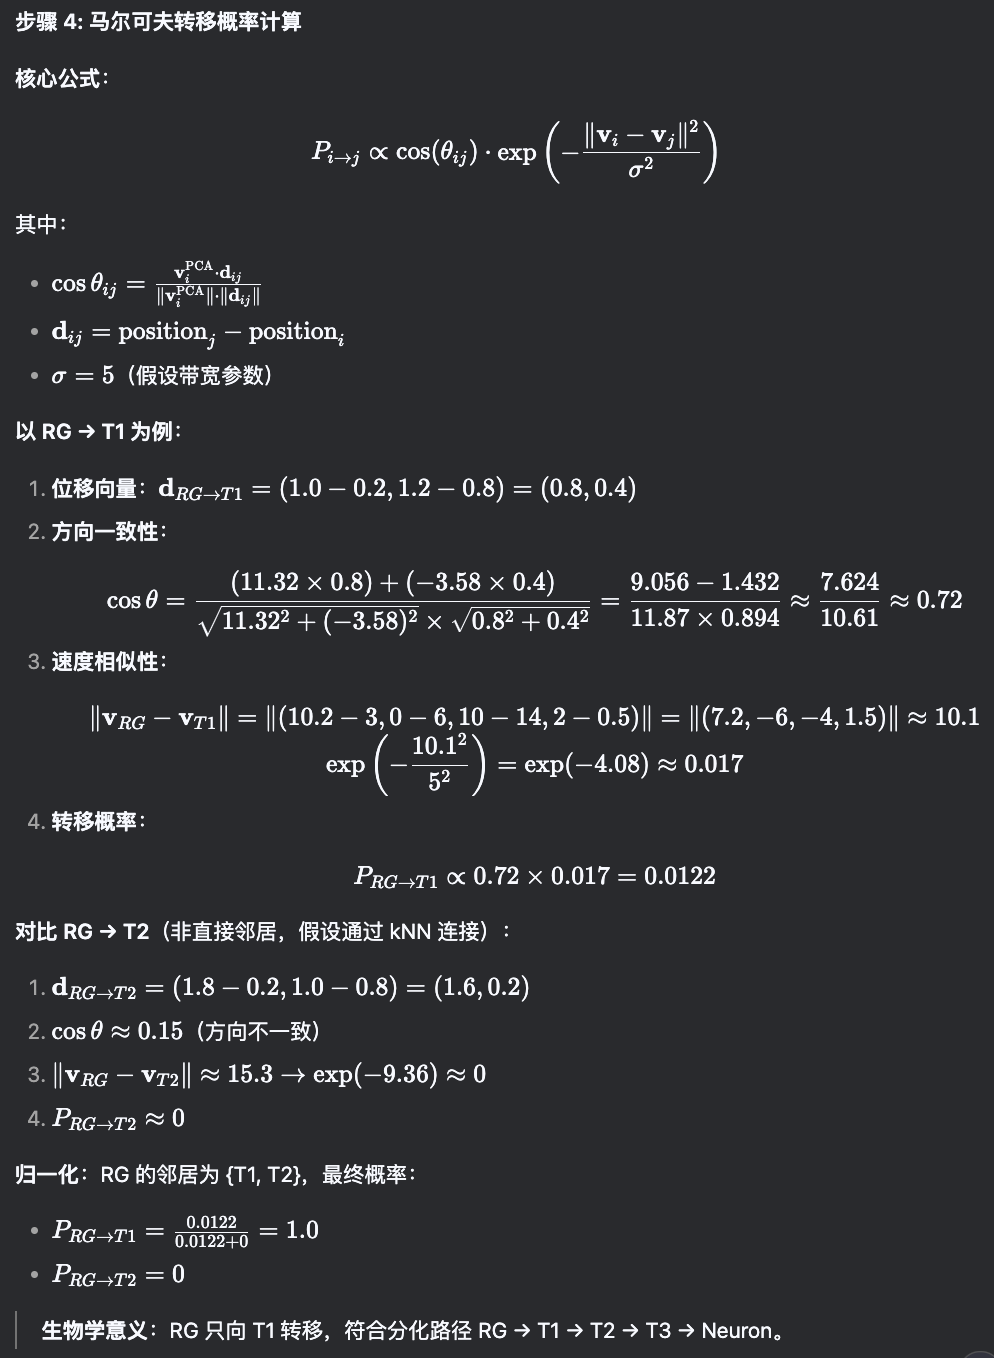 步骤 4: 马尔可夫转移概率计算
核心公式：
$$P_{i \to j} \propto \cos(\theta_{ij}) \cdot \exp\left(-\frac{\|\mathbf{v}_i - \mathbf{v}_j\|^2}{\sigma^2}\right)$$
其中：
• $\cos\theta_{ij} = \frac{\mathbf{v}_i^{\text{PCA}} \cdot \mathbf{d}_{ij}}{\|\mathbf{v}_i^{\text{PCA}}\| \cdot \|\mathbf{d}_{ij}\|}$
• $\mathbf{d}_{ij} = \text{position}_j - \text{position}_i$
• $\sigma = 5$（假设带宽参数）
以 RG → T1 为例：
1. 位移向量：$\mathbf{d}_{RG \to T1} = (1.0 - 0.2, 1.2 - 0.8) = (0.8, 0.4)$
2. 方向一致性：
$$\cos\theta = \frac{(11.32 \times 0.8) + (-3.58 \times 0.4)}{\sqrt{11.32^2 + (-3.58)^2} \times \sqrt{0.8^2 + 0.4^2}} = \frac{9.056 - 1.432}{11.87 \times 0.894} \approx \frac{7.624}{10.61} \approx 0.72$$
3. 速度相似性：
$$\|\mathbf{v}_{RG} - \mathbf{v}_{T1}\| = \|(10.2 - 3, 0 - 6, 10 - 14, 2 - 0.5)\| = \|(7.2, -6, -4, 1.5)\| \approx 10.1$$
$$\exp\left(-\frac{10.1^2}{5^2}\right) = \exp(-4.08) \approx 0.017$$
4. 转移概率：
$$P_{RG \to T1} \propto 0.72 \times 0.017 = 0.0122$$
对比 RG → T2（非直接邻居，假设通过 kNN 连接）：
1. $\mathbf{d}_{RG \to T2} = (1.8 - 0.2, 1.0 - 0.8) = (1.6, 0.2)$
2. $\cos\theta \approx 0.15$（方向不一致）
3. $\|\mathbf{v}_{RG} - \mathbf{v}_{T2}\| \approx 15.3 \to \exp(-9.36) \approx 0$
4. $P_{RG \to T2} \approx 0$
归一化：RG 的邻居为 {T1, T2}，最终概率：
• $P_{RG \to T1} = \frac{0.0122}{0.0122+0} = 1.0$
• $P_{RG \to T2} = 0$
生物学意义：RG 只向 T1 转移，符合分化路径 RG → T1 → T2 → T3 → Neuron。